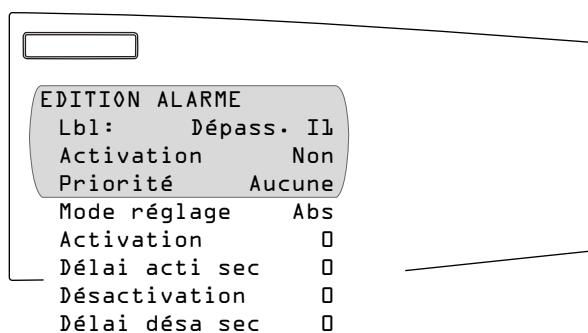 EDITION ALARME
Lbl: Dépass. I1
Activation Non
Priorité Aucune
Mode réglage Abs
Activation 0
Délai acti sec 0
Désactivation 0
Délai désa sec 0